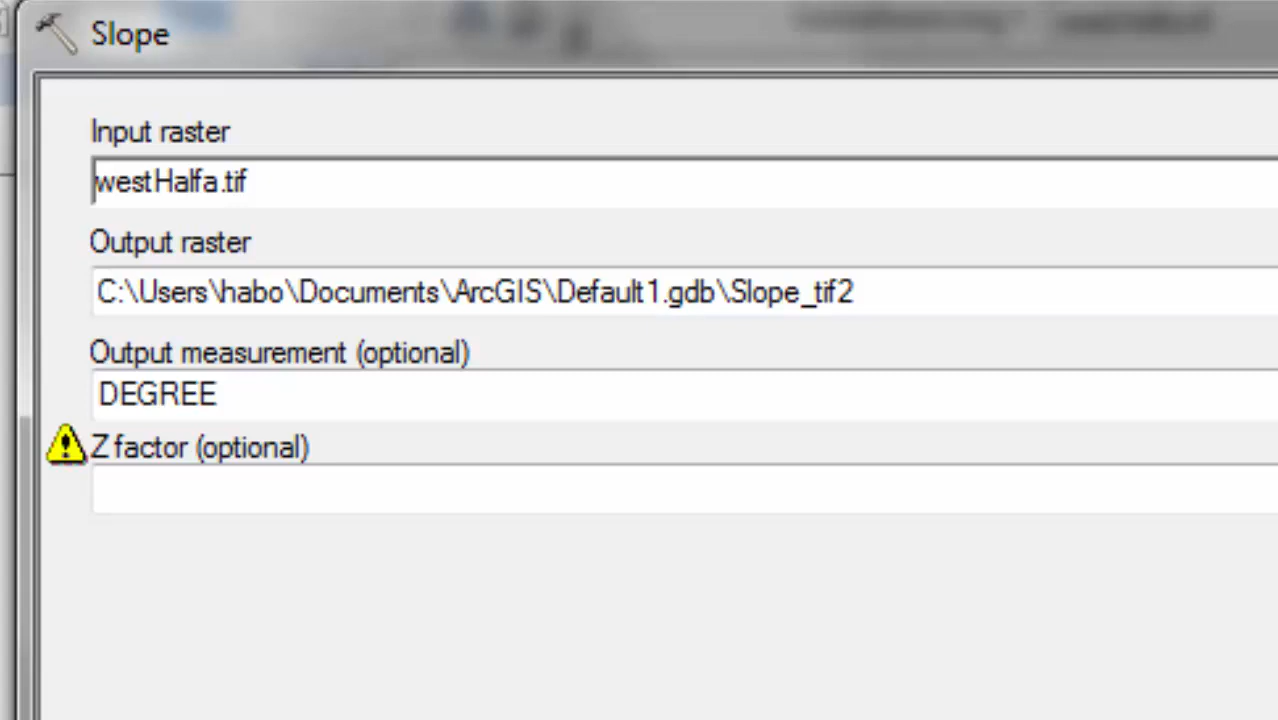 Slope
Input raster
westHalfa.tif
Output raster
C:\Users\habo\Documents\ArcGIS\Default1.gdb\Slope_tif2
Output measurement (optional)
DEGREE
Z factor (optional)